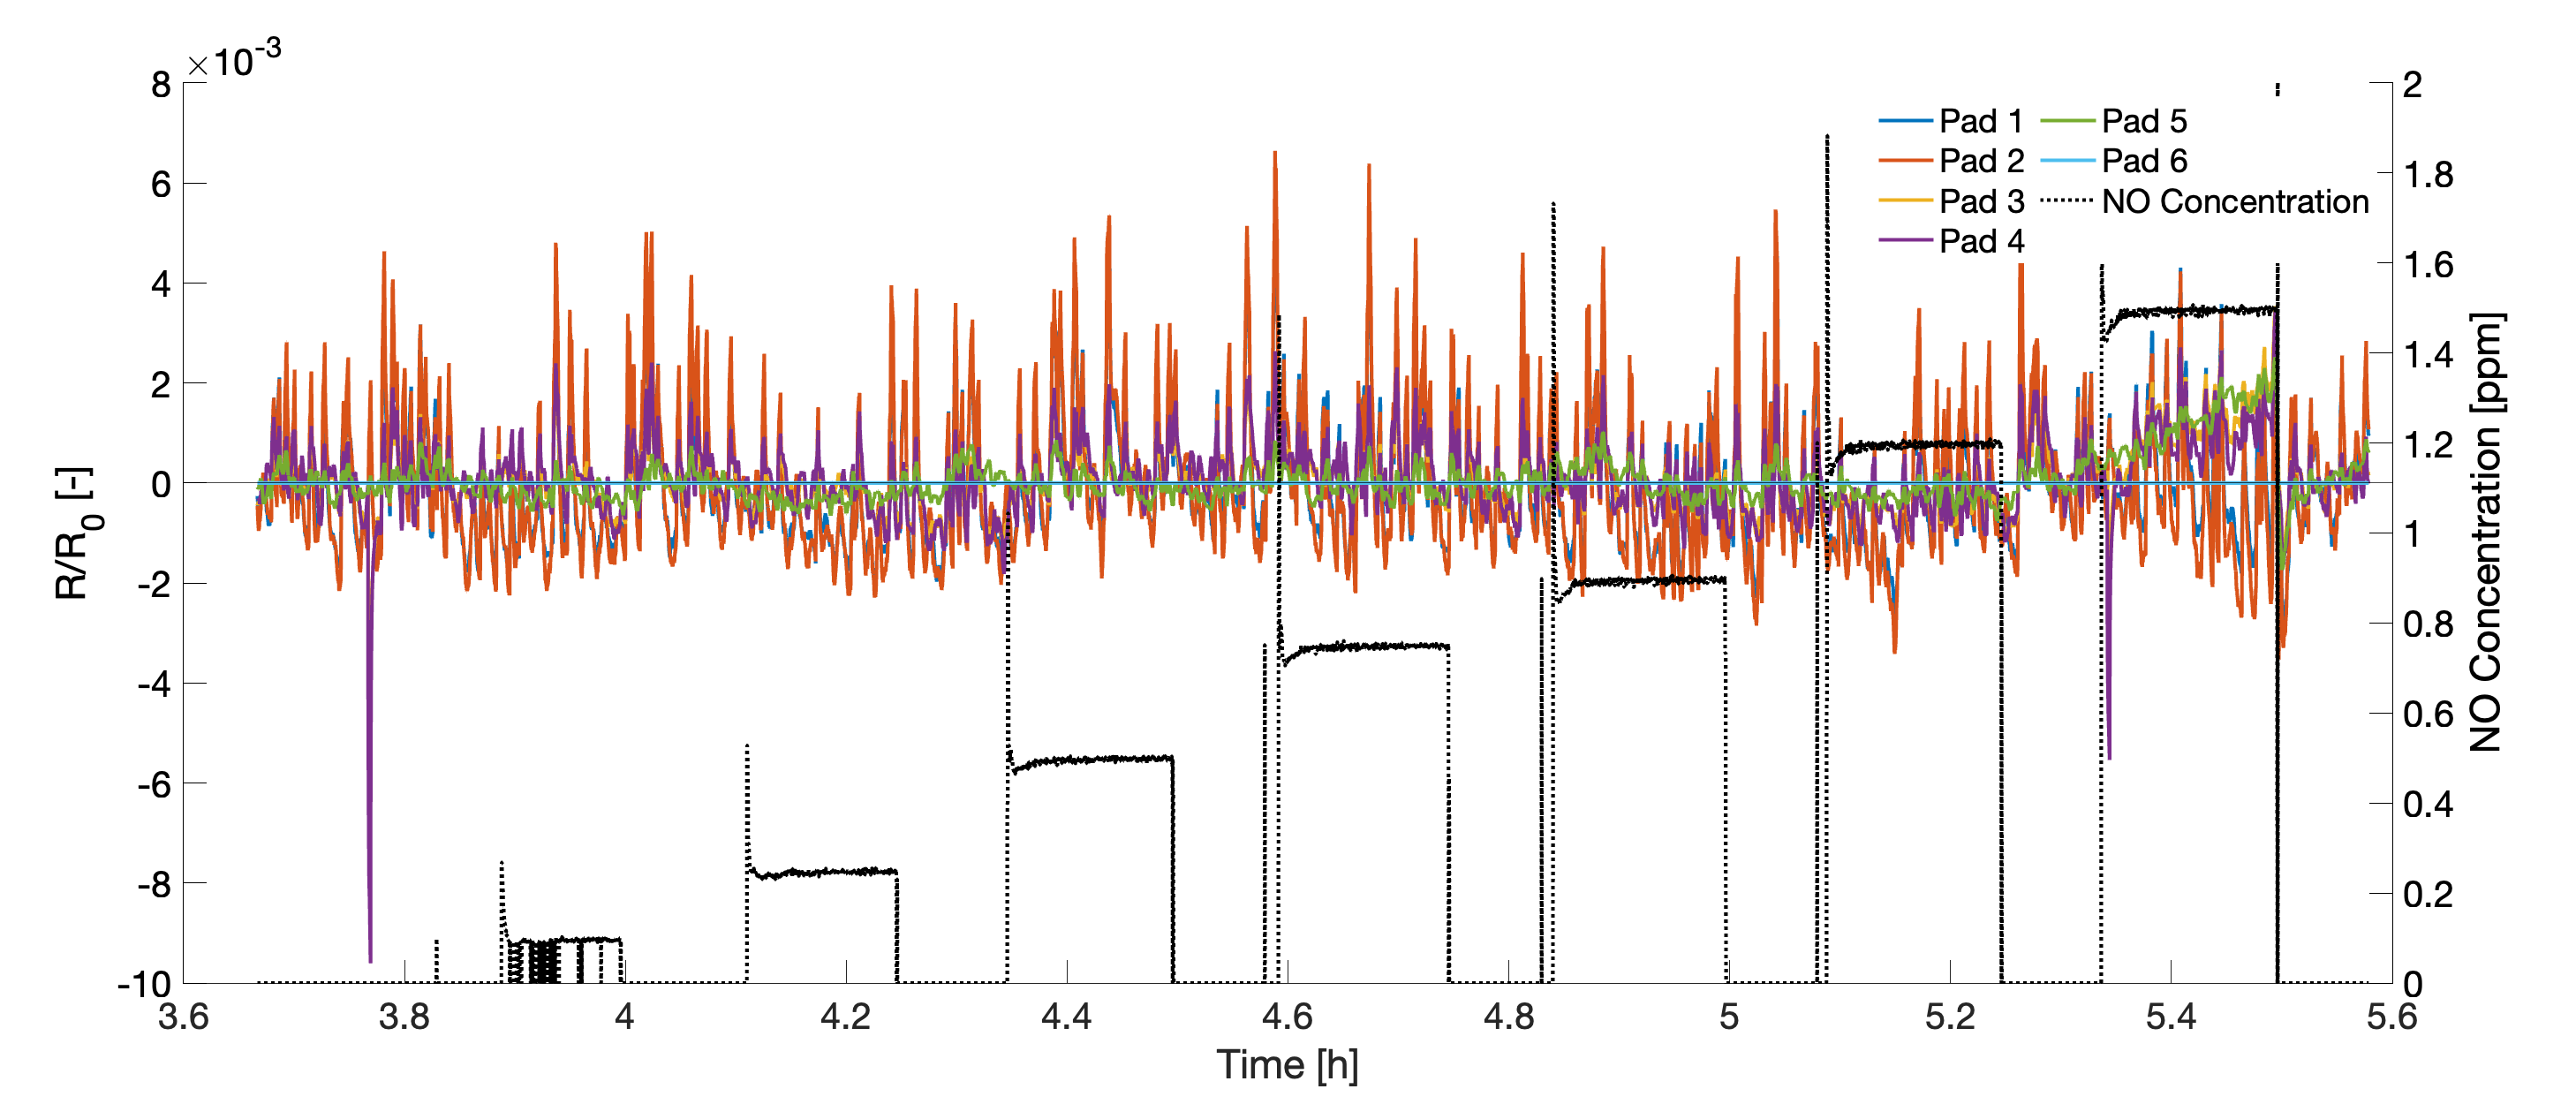 ×10-3
8
6
4
2
0
-2
-4
-6
-8
-10
R/R0 [-]
2
1.8
1.6
1.4
1.2
1
0.8
0.6
0.4
0.2
0
NO Concentration [ppm]
Pad 1
Pad 2
Pad 3
Pad 4
Pad 5
Pad 6
NO Concentration
3.6 3.8 4 4.2 4.4 4.6 4.8 5 5.2 5.4 5.6
Time [h]